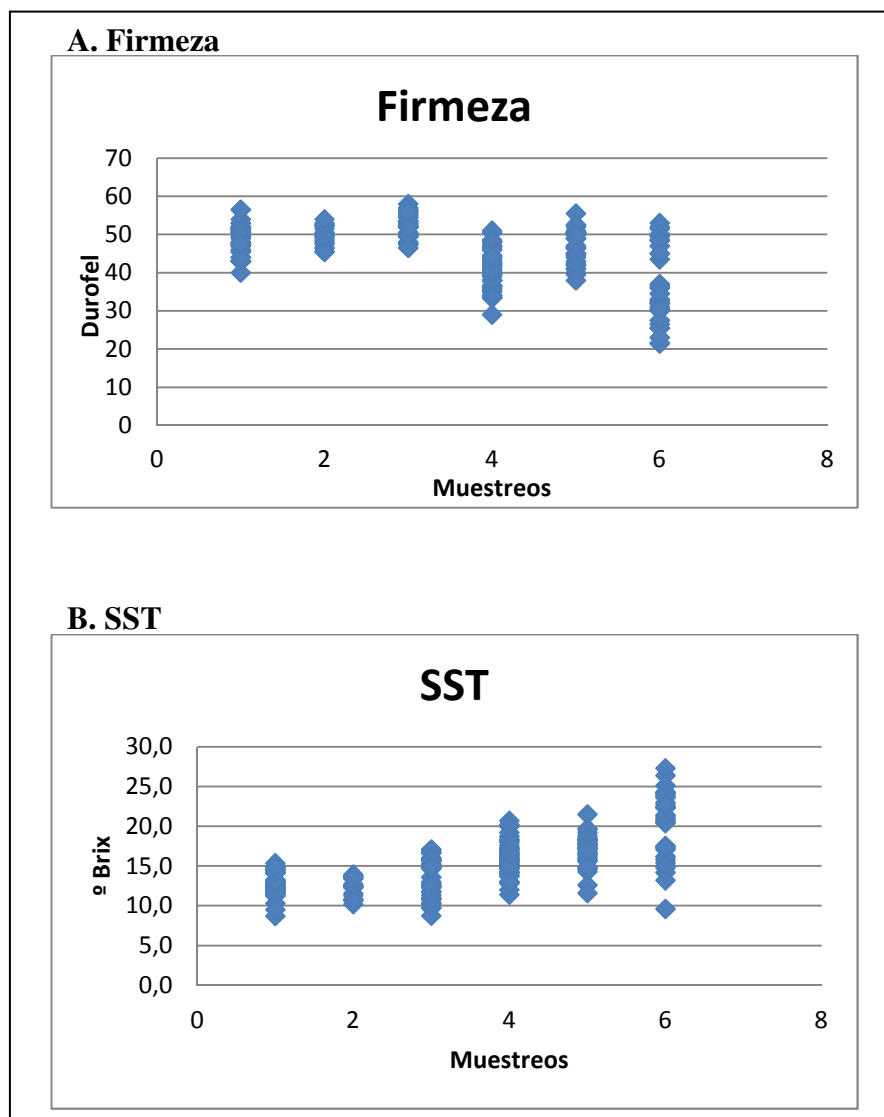 A. Firmeza
Firmeza
70
60
50
40
30
20
10
0
Durofel
0 2 4 6 8
Muestreos
B. SST
SST
30,0
25,0
20,0
15,0
10,0
5,0
0,0
º Brix
0 2 4 6 8
Muestreos